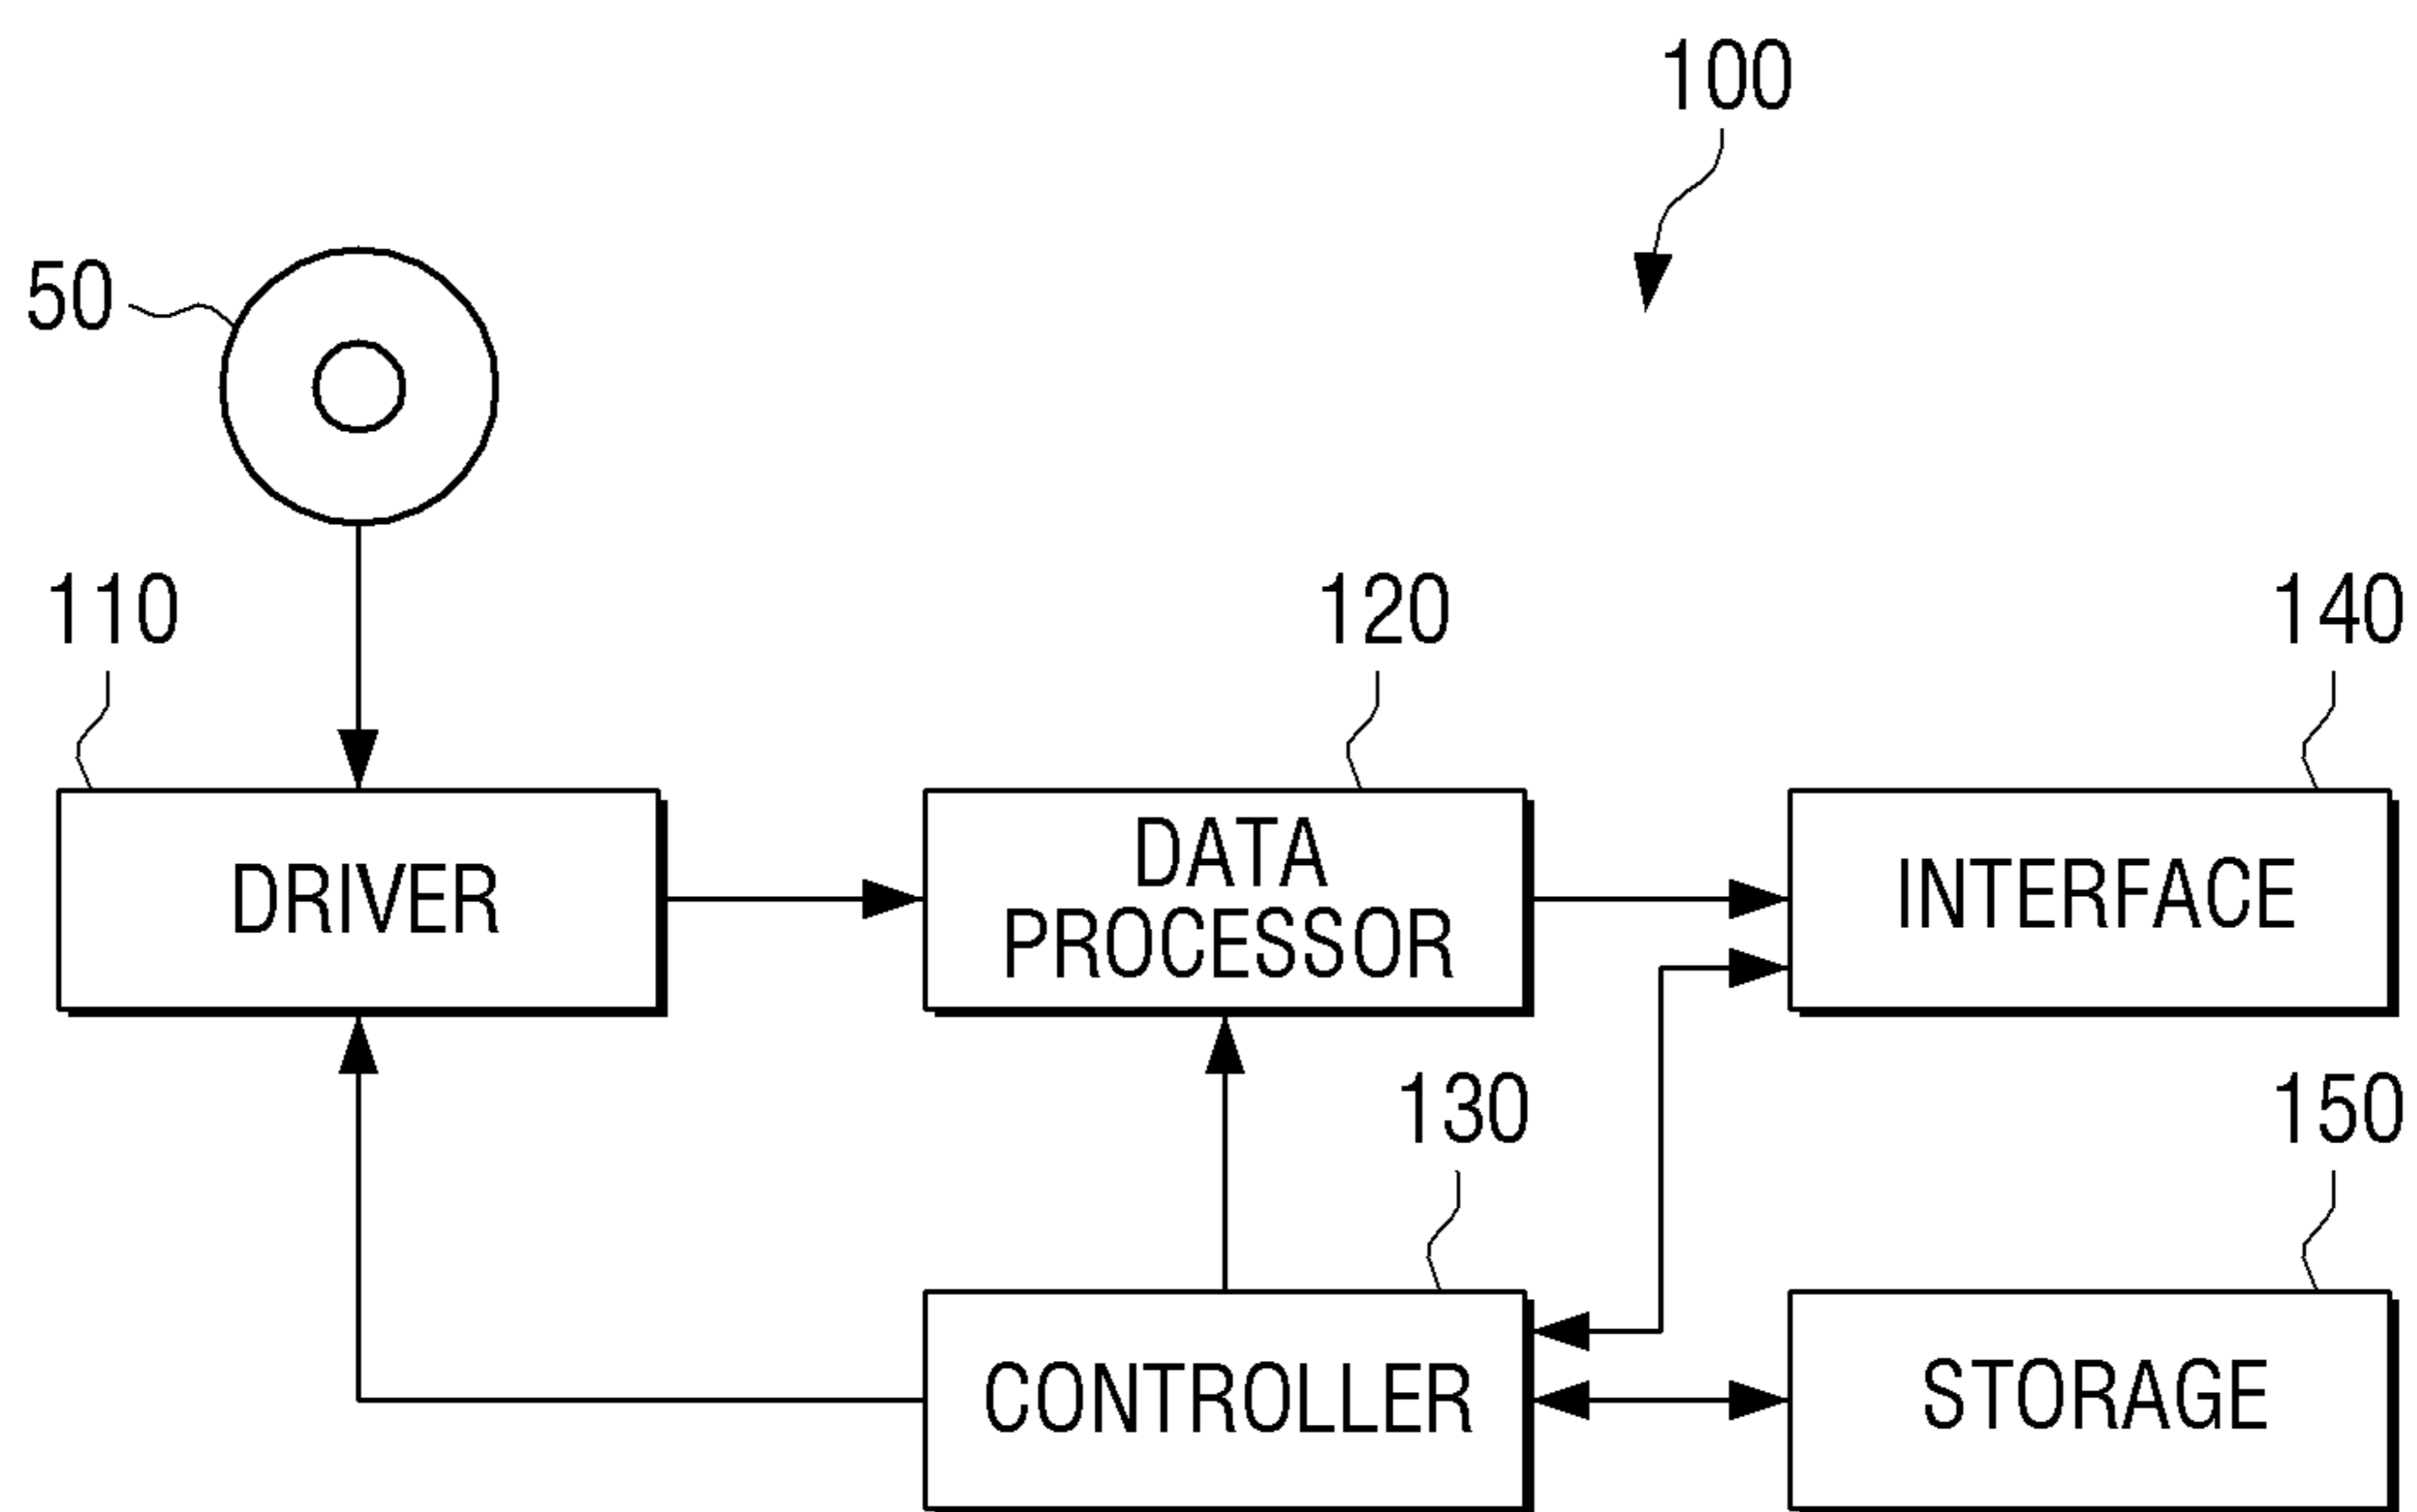 100
50
110
120
140
DRIVER
DATA
PROCESSOR
INTERFACE
130
150
CONTROLLER
STORAGE